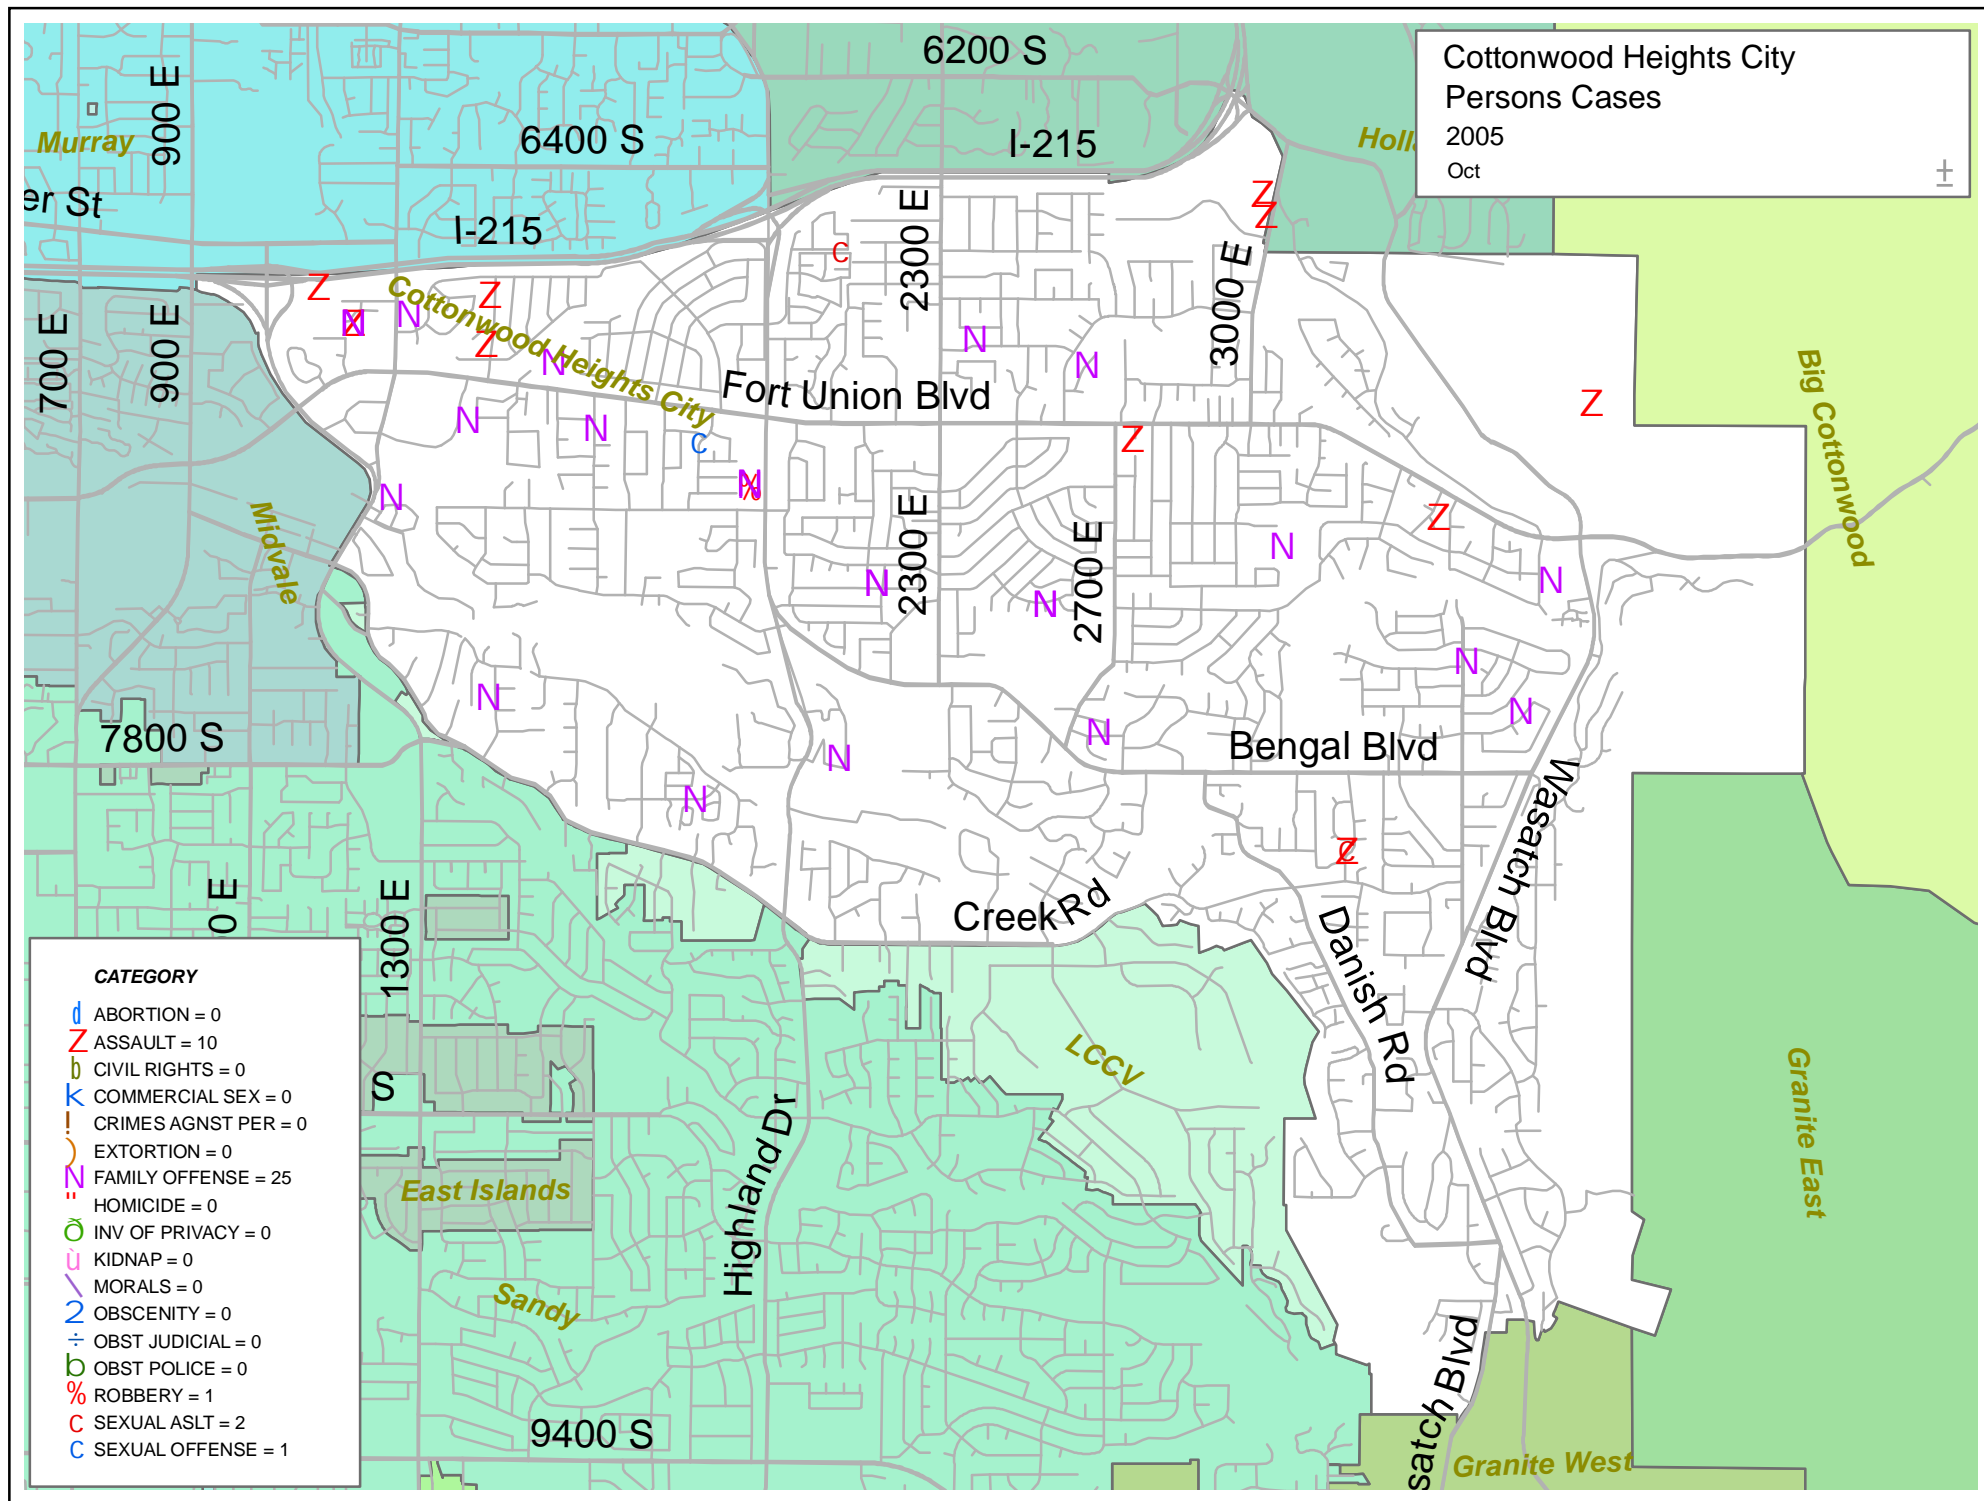 Cottonwood Heights City
Persons Cases
2005
Oct
6200 S
900 E
Murray
6400 S
I-215
er St
I-215
2300 E
3000 E
Cottonwood Heights City
700 E
900 E
Fort Union Blvd
Big Cottonwood
Midvale
2300 E
2700 E
7800 S
Bengal Blvd
Wasatch Blvd
Creek Rd
Danish Rd
0 E
1300 E
LCCV
S
Granite East
East Islands
Highland Dr
Sandy
9400 S
satch Blvd
Granite West
CATEGORY
d ABORTION = 0
Z ASSAULT = 10
b CIVIL RIGHTS = 0
K COMMERCIAL SEX = 0
! CRIMES AGNST PER = 0
) EXTORTION = 0
N FAMILY OFFENSE = 25
" HOMICIDE = 0
Õ INV OF PRIVACY = 0
ù KIDNAP = 0
\ MORALS = 0
2 OBSCENITY = 0
÷ OBST JUDICIAL = 0
b OBST POLICE = 0
% ROBBERY = 1
C SEXUAL ASLT = 2
C SEXUAL OFFENSE = 1